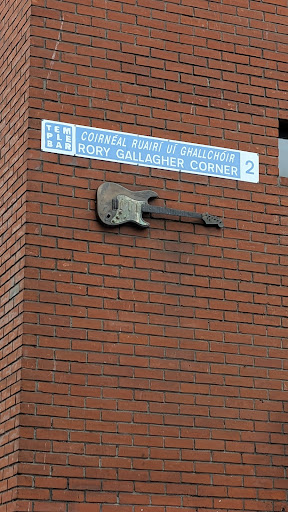 TEM
PLE
BAR
COIRNÉAL RUAIRÍ UÍ GHALLCHOIR
RORY GALLAGHER CORNER
2